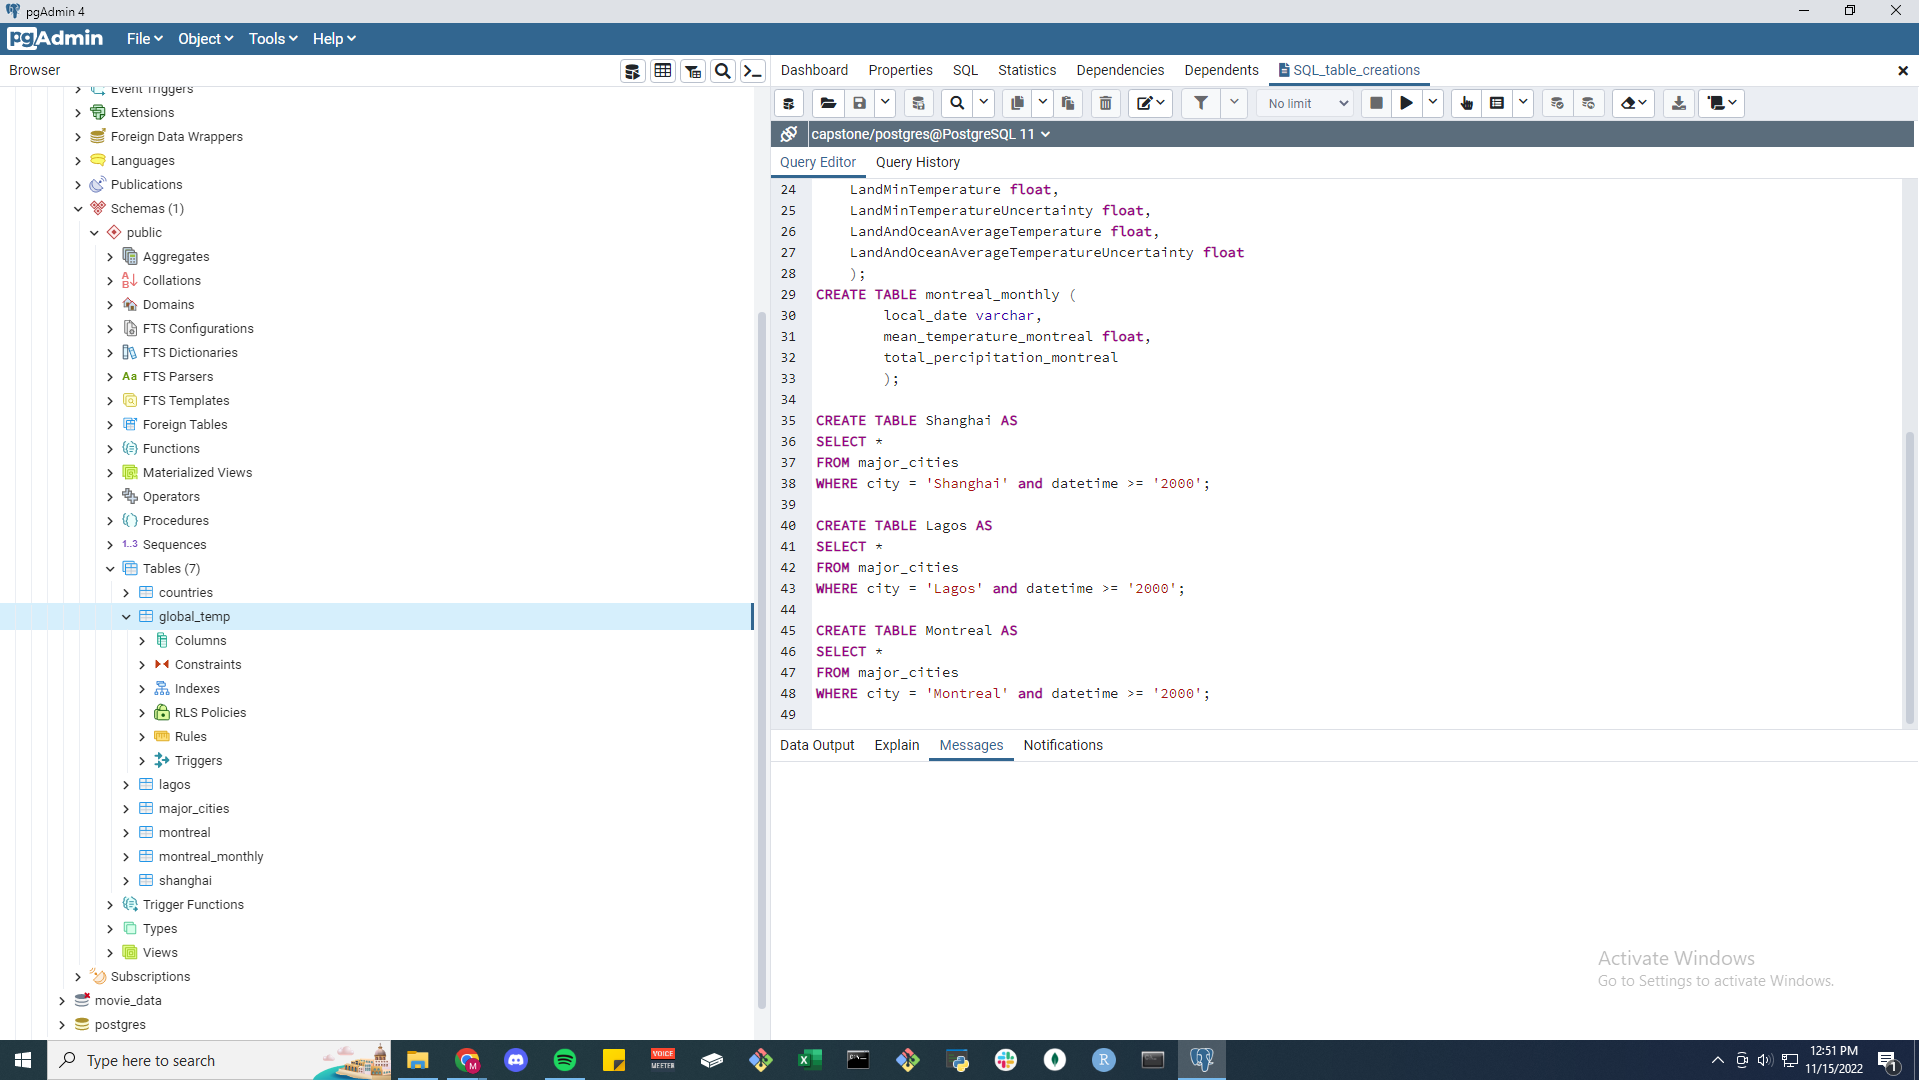 pgAdmin 4
pgAdmin File Object Tools Help
Browser
Dashboard Properties SQL Statistics Dependencies Dependents SQL_table_creations
No limit
capstone/postgres@PostgreSQL 11
Query Editor Query History
Event Triggers
Extensions
Foreign Data Wrappers
Languages
Publications
Schemas (1)
public
Aggregates
Collations
Domains
FTS Configurations
FTS Dictionaries
Aa FTS Parsers
FTS Templates
Foreign Tables
Functions
Materialized Views
Operators
Procedures
1..3 Sequences
Tables (7)
countries
global_temp
Columns
Constraints
Indexes
RLS Policies
Rules
Triggers
lagos
major_cities
montreal
montreal_monthly
shanghai
Trigger Functions
Types
Views
Subscriptions
movie_data
postgres
24 LandMinTemperature float,
25 LandMinTemperatureUncertainty float,
26 LandAndOceanAverageTemperature float,
27 LandAndOceanAverageTemperatureUncertainty float
28 );
29 CREATE TABLE montreal_monthly (
30 local_date varchar,
31 mean_temperature_montreal float,
32 total_percipitation_montreal
33 );
34
35 CREATE TABLE Shanghai AS
36 SELECT *
37 FROM major_cities
38 WHERE city = 'Shanghai' and datetime >= '2000';
39
40 CREATE TABLE Lagos AS
41 SELECT *
42 FROM major_cities
43 WHERE city = 'Lagos' and datetime >= '2000';
44
45 CREATE TABLE Montreal AS
46 SELECT *
47 FROM major_cities
48 WHERE city = 'Montreal' and datetime >= '2000';
49
Data Output Explain Messages Notifications
Activate Windows
Go to Settings to activate Windows.
Type here to search
M
VOICE
MEETER
R
12:51 PM
11/15/2022
1